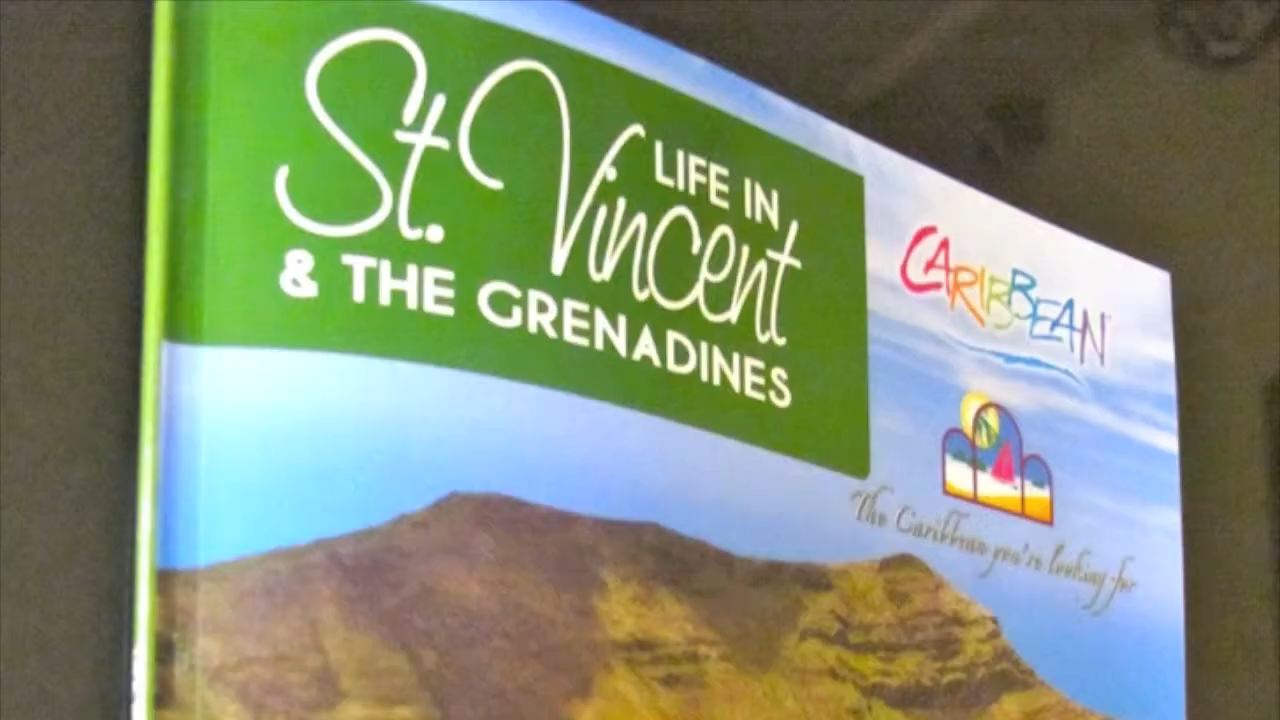 LIFE IN
St. Vincent
& THE GRENADINES
CARIBBEAN
The Caribbean you're looking for